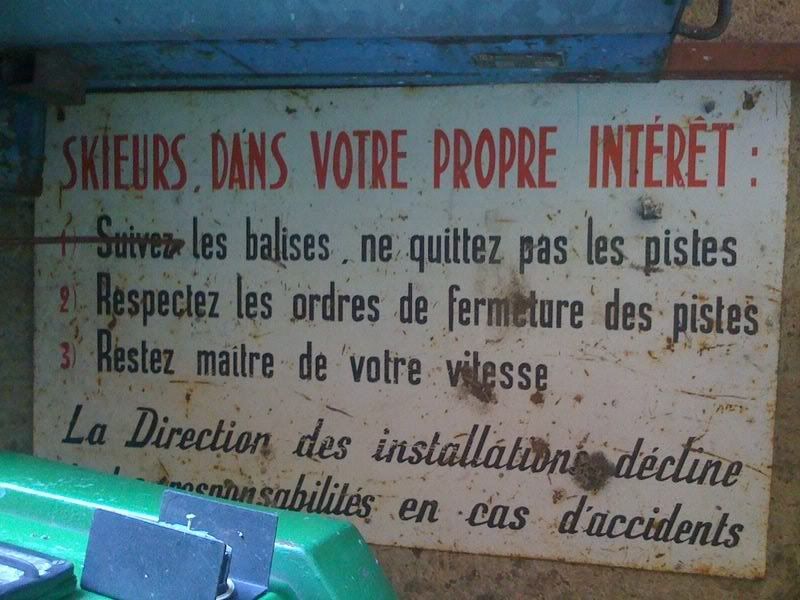 SKIEURS, DANS VOTRE PROPRE INTÉRÊT :
1) Suivez les balises, ne quittez pas les pistes
2) Respectez les ordres de fermeture des pistes
3) Restez maitre de votre vitesse
La Direction des installations décline
responsabilités en cas d'accidents